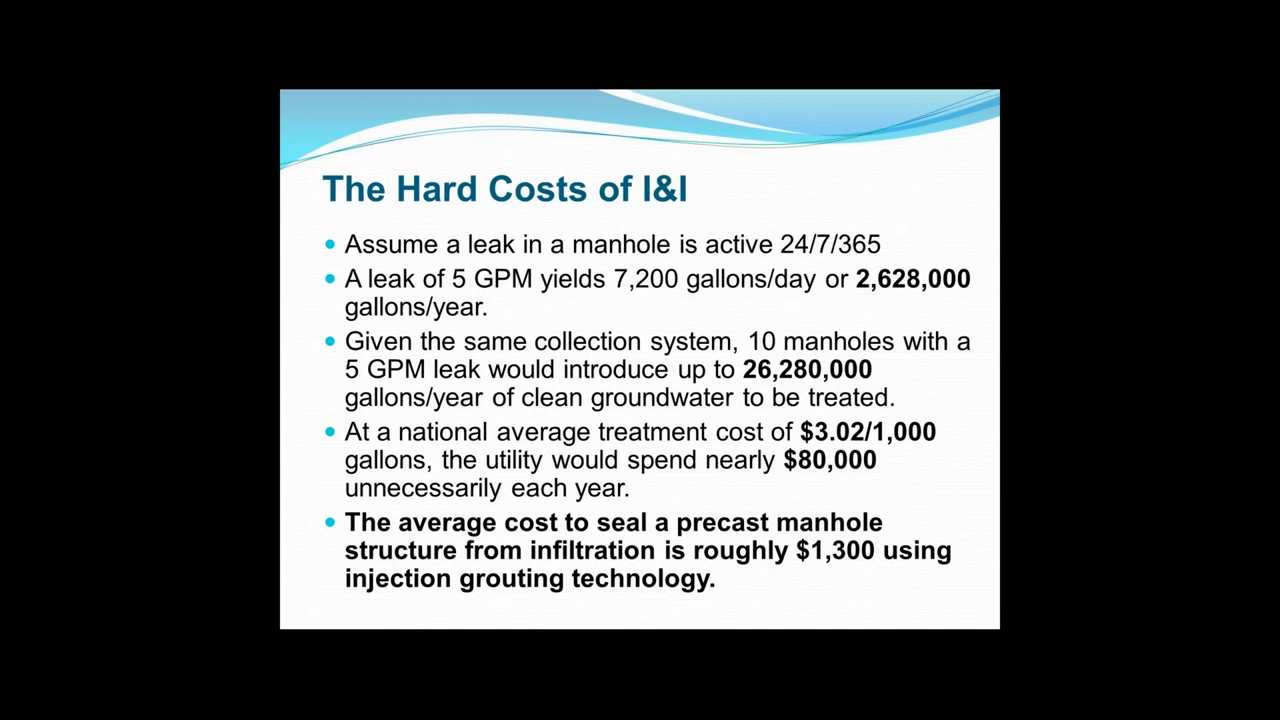 The Hard Costs of I&I
• Assume a leak in a manhole is active 24/7/365
• A leak of 5 GPM yields 7,200 gallons/day or 2,628,000
gallons/year.
• Given the same collection system, 10 manholes with a
5 GPM leak would introduce up to 26,280,000
gallons/year of clean groundwater to be treated.
• At a national average treatment cost of $3.02/1,000
gallons, the utility would spend nearly $80,000
unnecessarily each year.
• The average cost to seal a precast manhole
structure from infiltration is roughly $1,300 using
injection grouting technology.